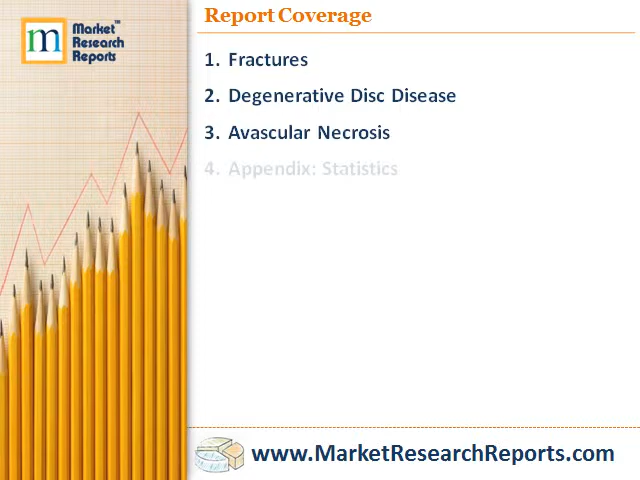 Market™
Research
Reports
m
Report Coverage
1. Fractures
2. Degenerative Disc Disease
3. Avascular Necrosis
4. Appendix: Statistics
www.MarketResearchReports.com